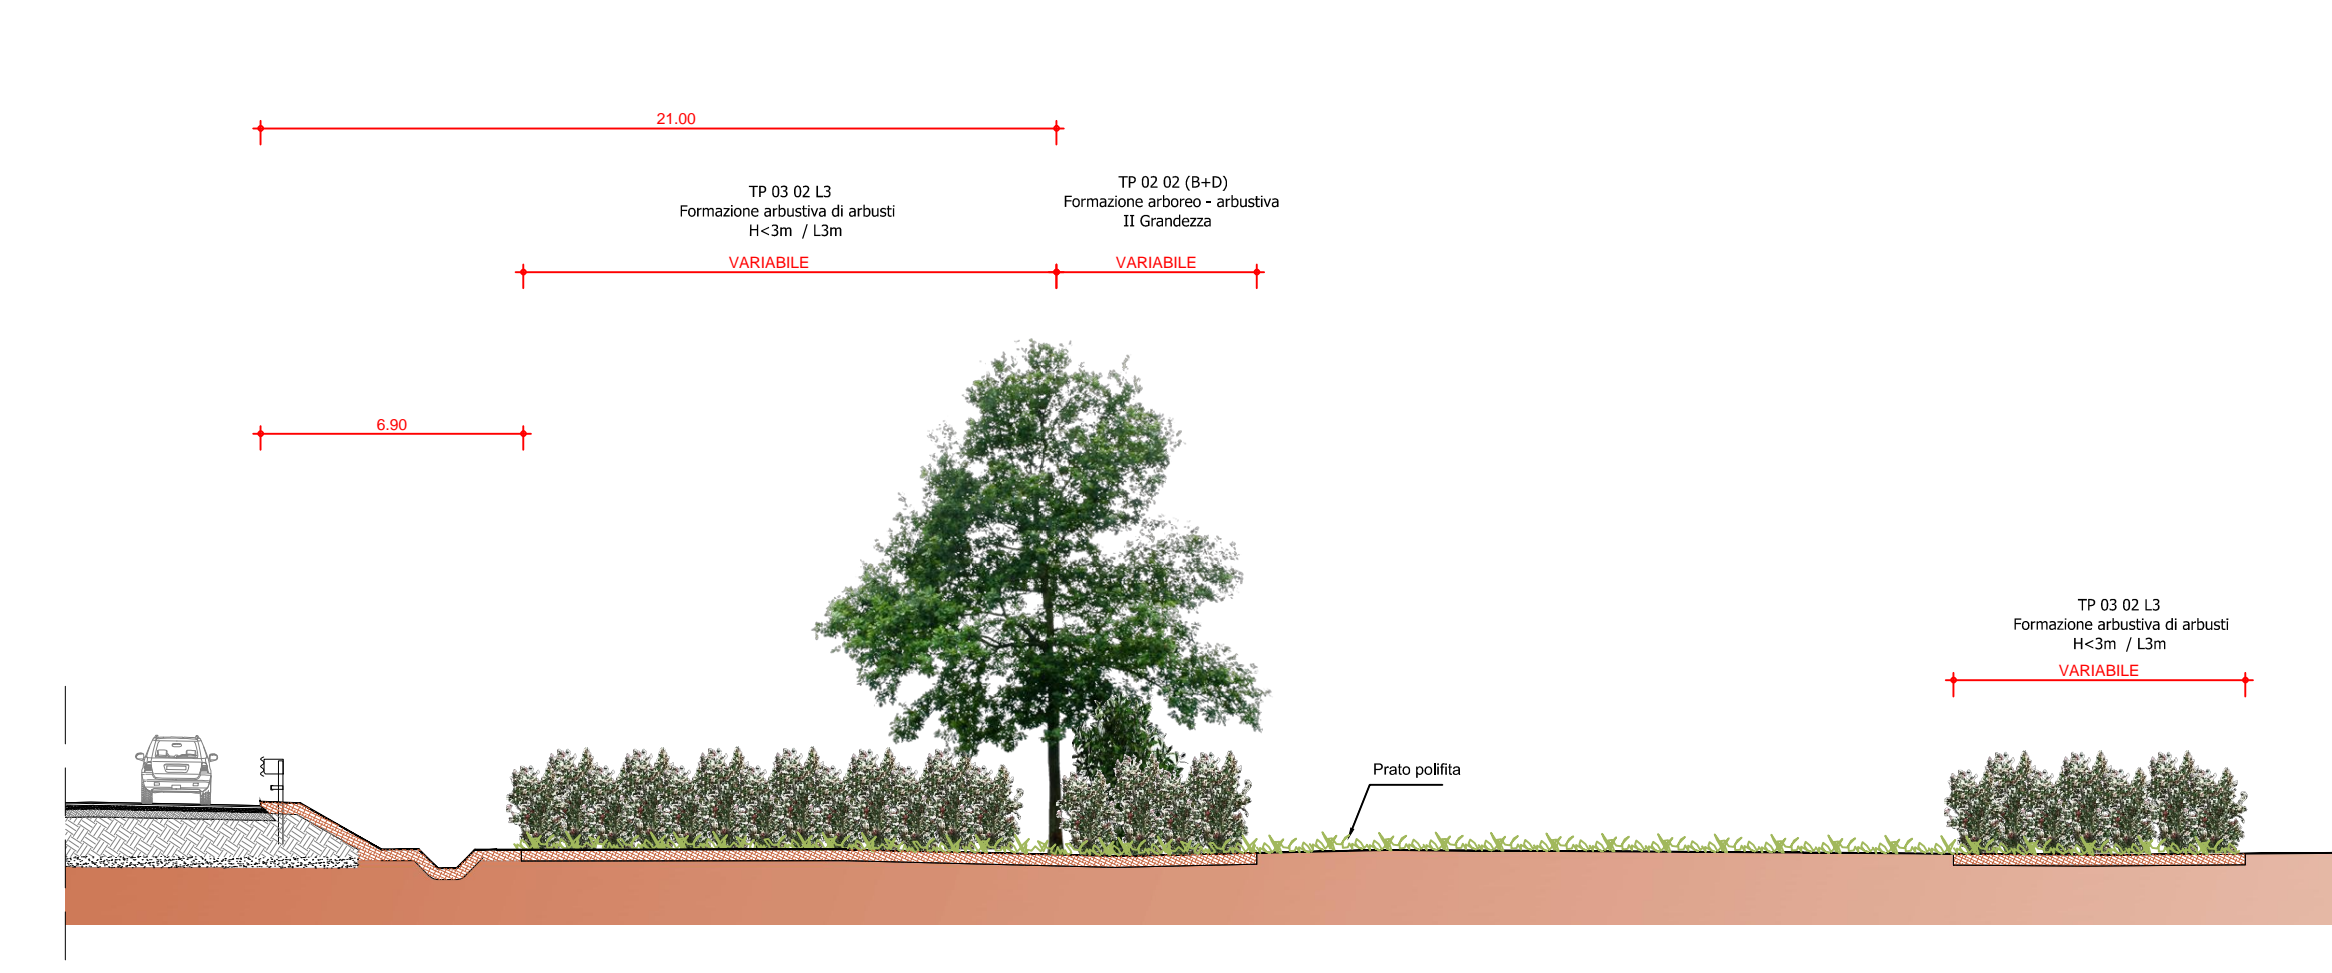 21.00
TP 03 02 L3
Formazione arbustiva di arbusti
H<3m / L3m
VARIABILE
TP 02 02 (B+D)
Formazione arboreo - arbustiva
II Grandezza
VARIABILE
6.90
Prato polifita
TP 03 02 L3
Formazione arbustiva di arbusti
H<3m / L3m
VARIABILE